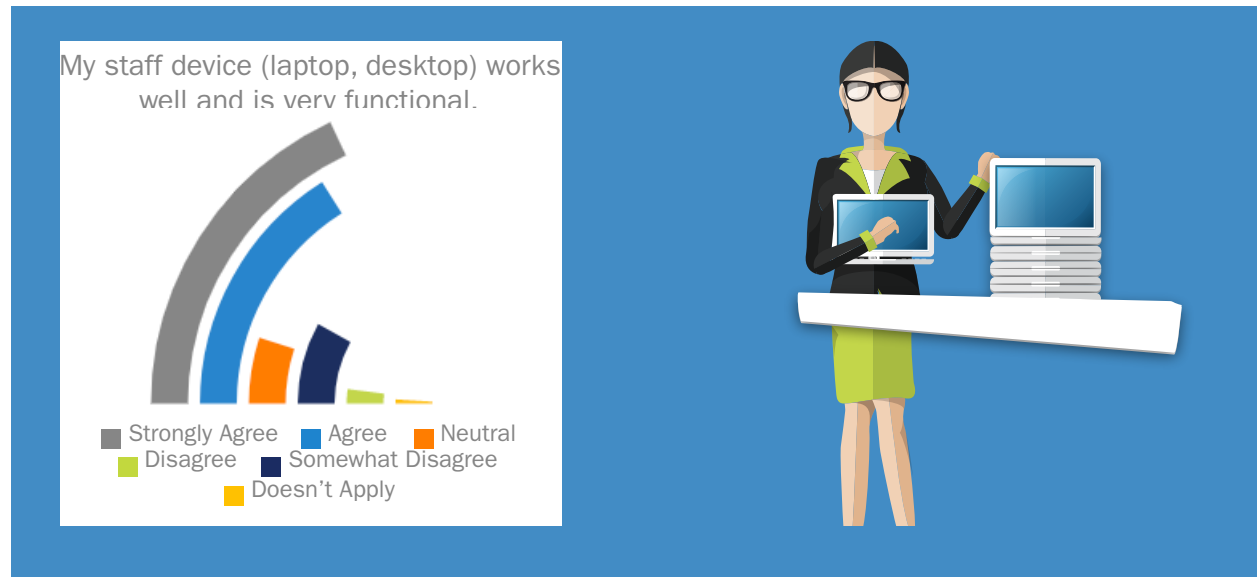 My staff device (laptop, desktop) works
well and is very functional.
Strongly Agree Agree Neutral
Disagree Somewhat Disagree
Doesn’t Apply